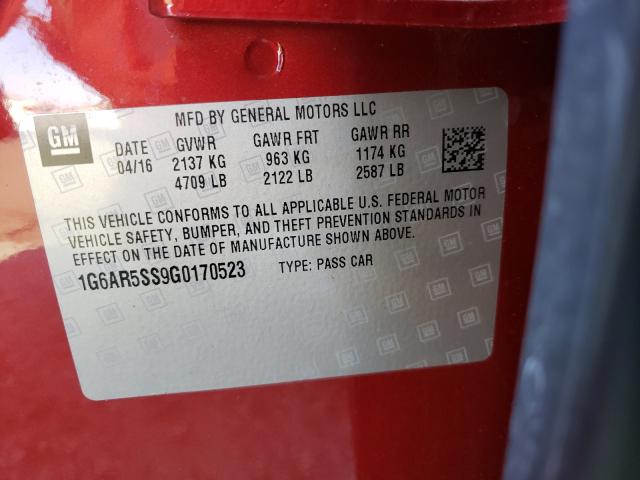 GM
MFD BY GENERAL MOTORS LLC
DATE GVWR GAWR FRT GAWR RR
04/16 2137 KG 963 KG 1174 KG
4709 LB 2122 LB 2587 LB
THIS VEHICLE CONFORMS TO ALL APPLICABLE U.S. FEDERAL MOTOR
VEHICLE SAFETY, BUMPER, AND THEFT PREVENTION STANDARDS IN
EFFECT ON THE DATE OF MANUFACTURE SHOWN ABOVE.
1G6AR5SS9G0170523 TYPE: PASS CAR